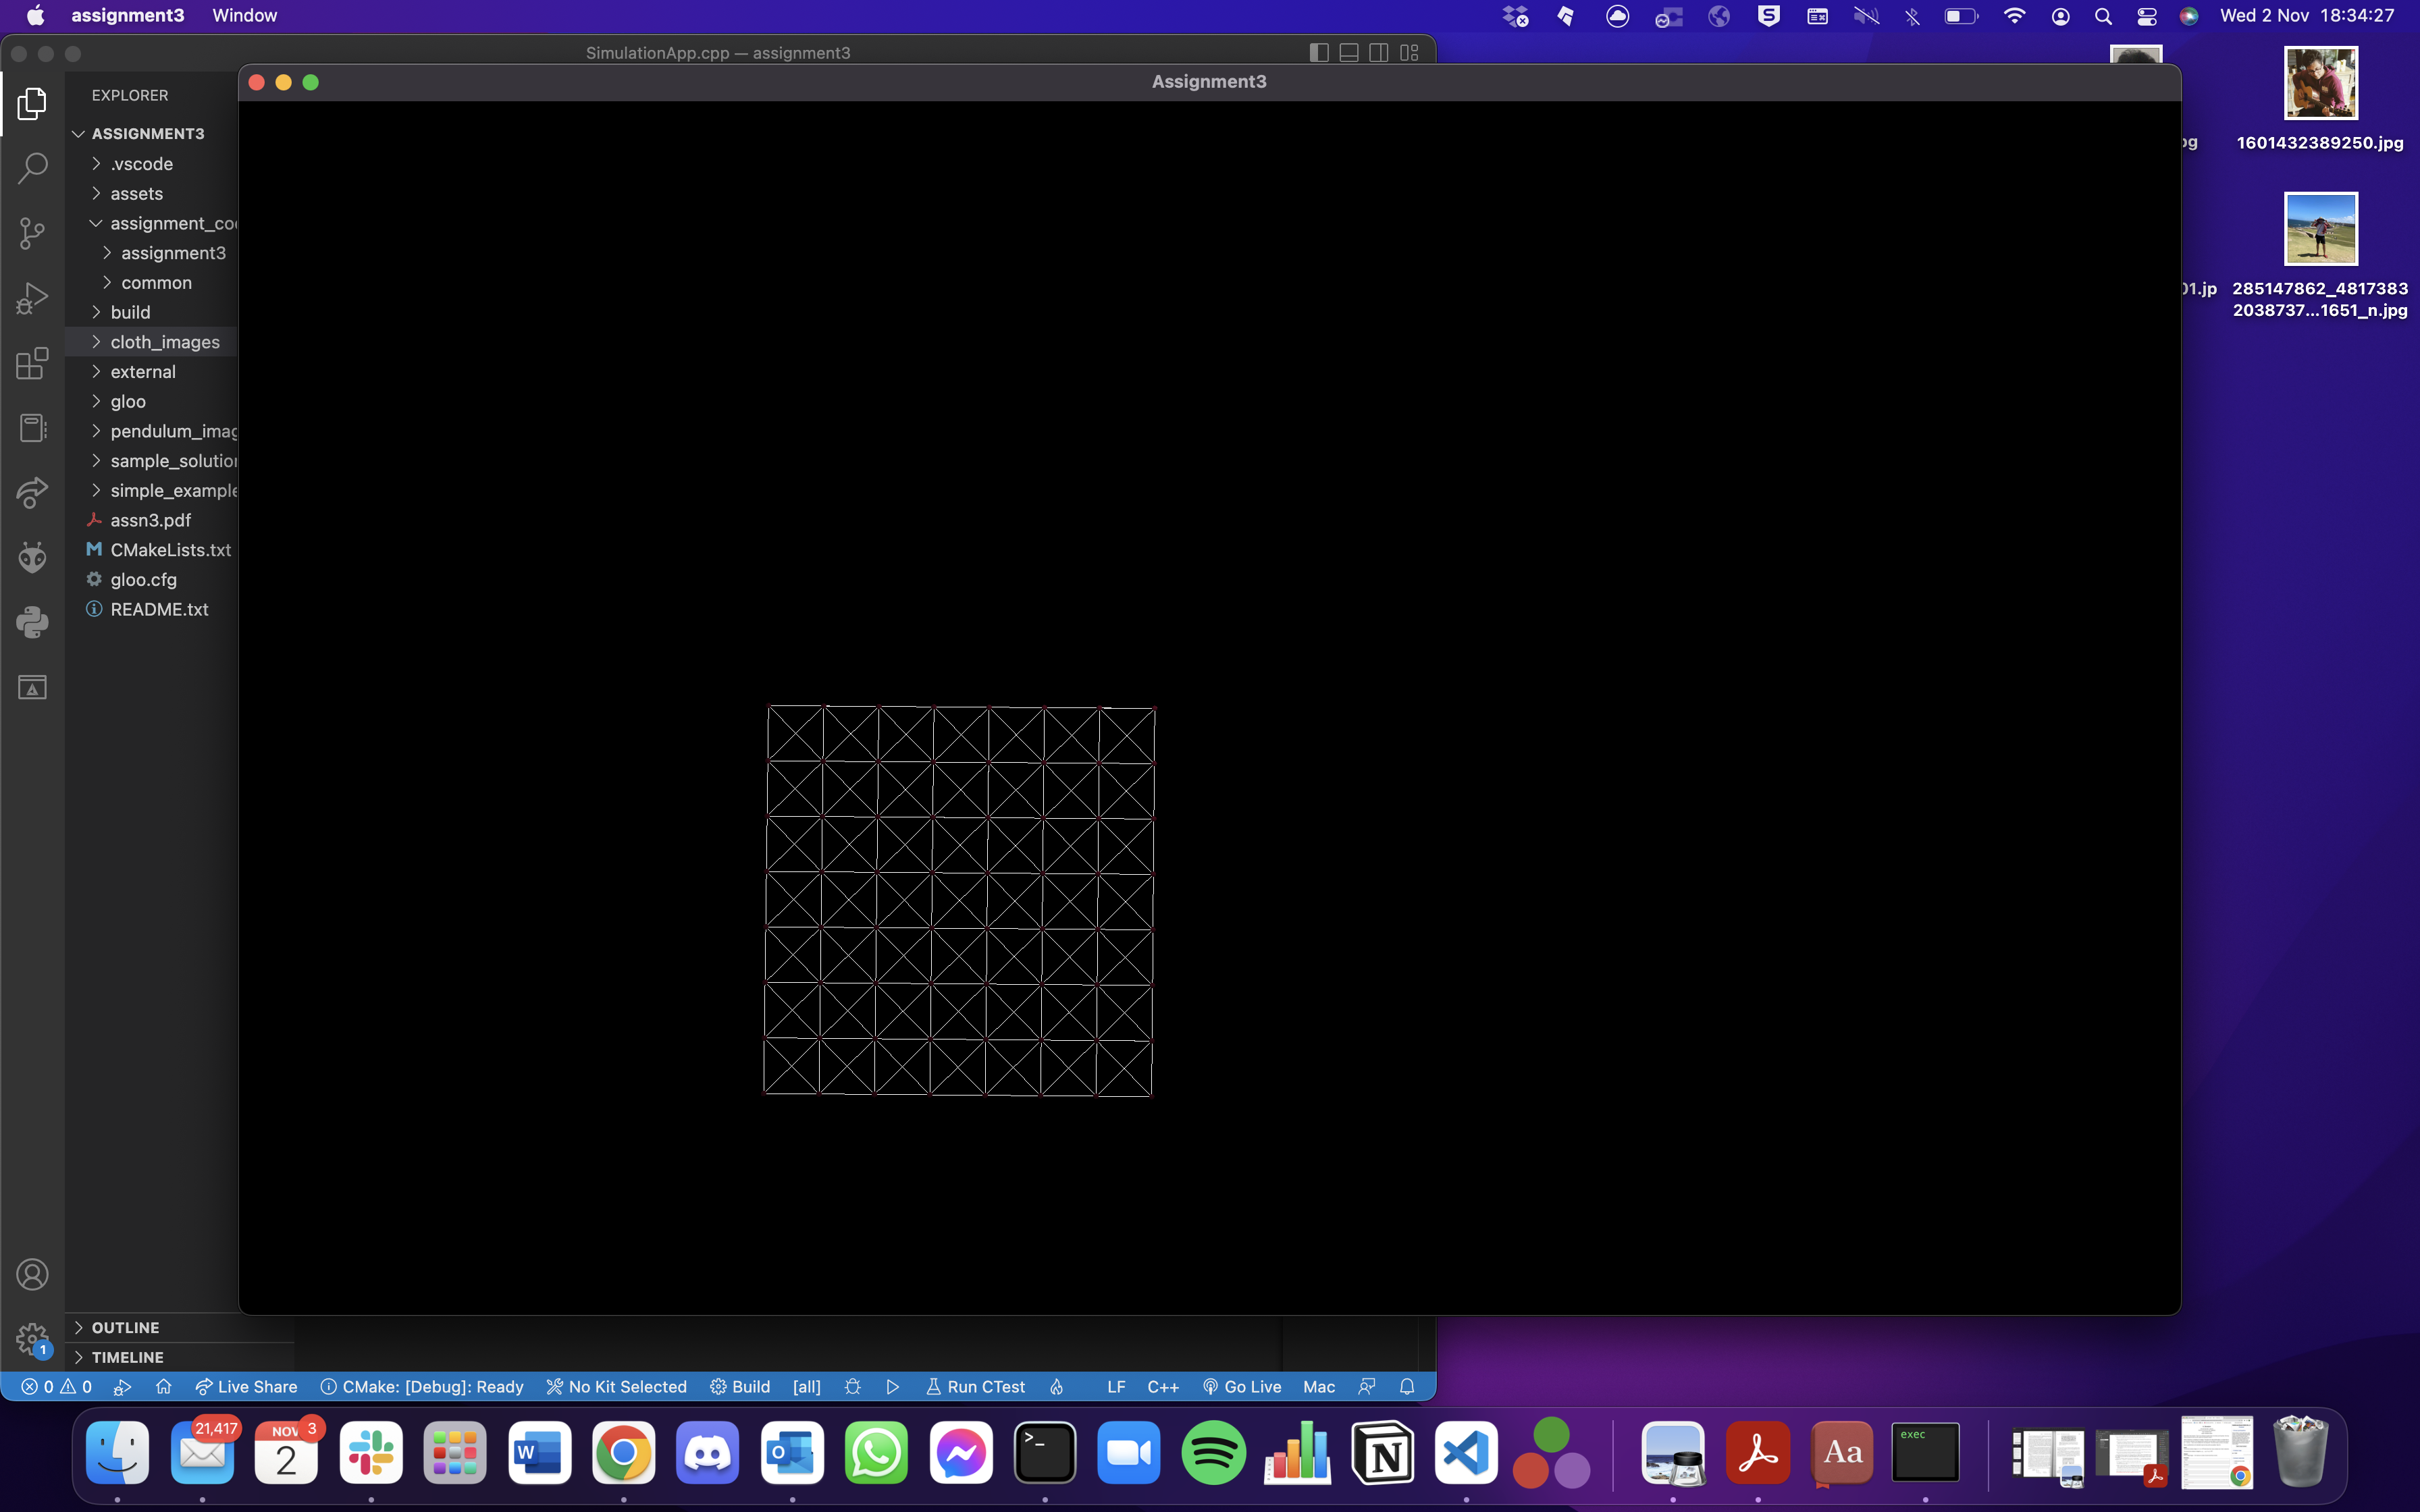 assignment3 Window
Wed 2 Nov 18:34:27
SimulationApp.cpp — assignment3
Assignment3
EXPLORER
ASSIGNMENT3
.vscode
assets
assignment_co
assignment3
common
build
cloth_images
external
gloo
pendulum_imag
sample_solution
simple_example
assn3.pdf
CMakeLists.txt
gloo.cfg
README.txt
OUTLINE
TIMELINE
1
0 0 Live Share CMake: [Debug]: Ready No Kit Selected Build [all] Run CTest LF C++ Go Live Mac
1601432389250.jpg
01.jp
285147862_4817383
2038737...1651_n.jpg
21,417
NOV 3
2
W
O
>_
N
Aa
exec